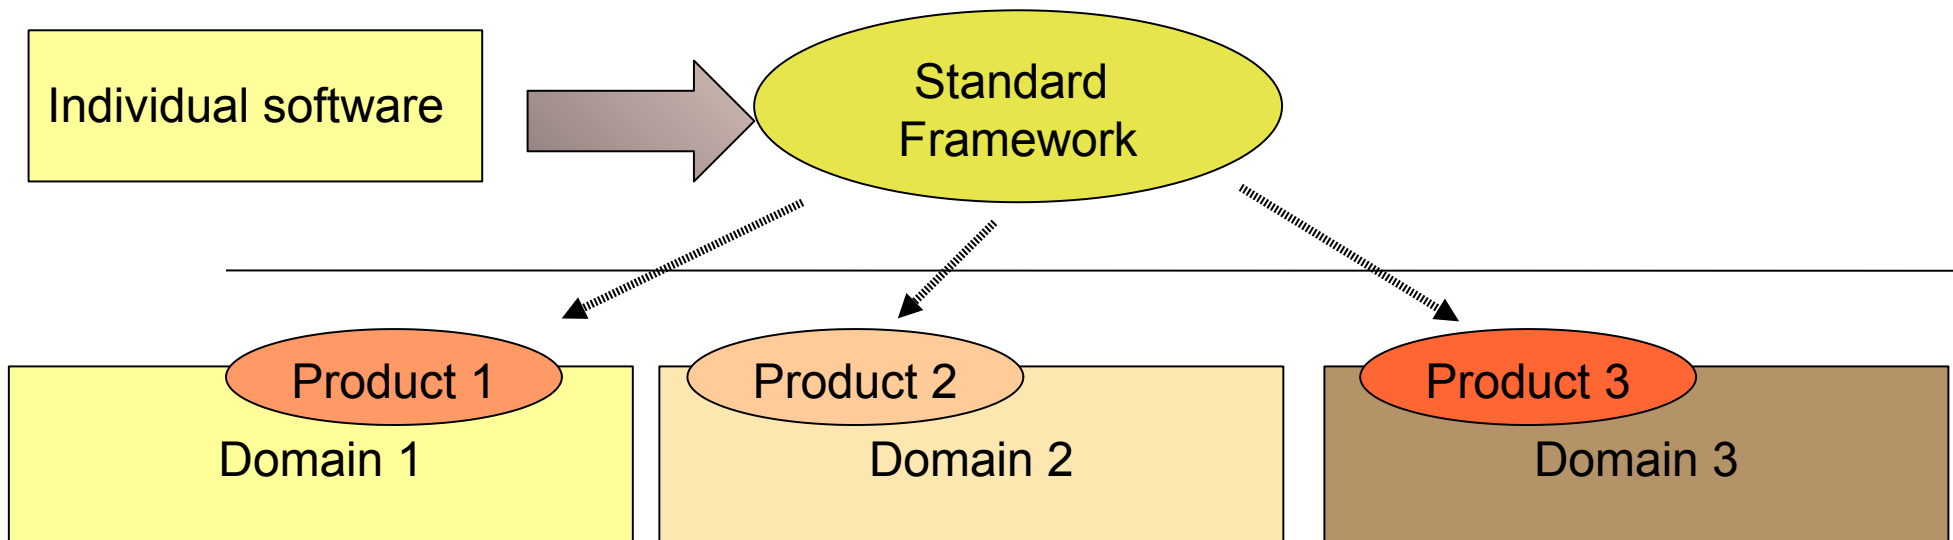 Individual software
Standard
Framework
Product 1
Product 2
Product 3
Domain 1
Domain 2
Domain 3